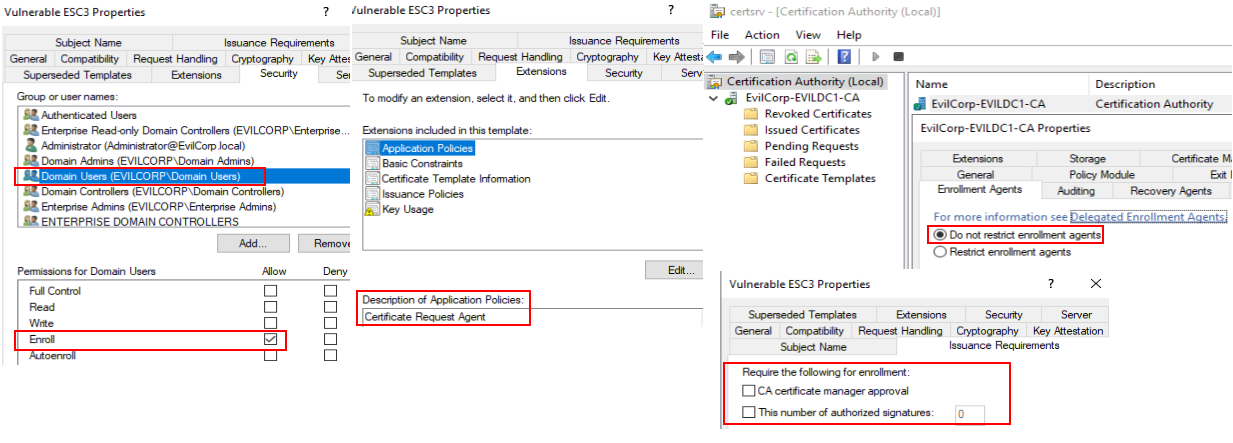 Vulnerable ESC3 Properties ?
Subject Name Issuance Requirements
General Compatibility Request Handling Cryptography Key Attes
Superseded Templates Extensions Security Se
Group or user names:
Authenticated Users
Enterprise Read-only Domain Controllers (EVILCORP\Enterprise...
Administrator (Administrator@EvilCorp.local)
Domain Admins (EVILCORP\Domain Admins)
Domain Users (EVILCORP\Domain Users)
Domain Controllers (EVILCORP\Domain Controllers)
Enterprise Admins (EVILCORP\Enterprise Admins)
ENTERPRISE DOMAIN CONTROLLERS
Add... Remove
Permissions for Domain Users Allow Deny
Full Control
Read
Write
Enroll
Autoenroll
Vulnerable ESC3 Properties ?
Subject Name Issuance Requirements
General Compatibility Request Handling Cryptography Key Attesta
Superseded Templates Extensions Security Serv
To modify an extension, select it, and then click Edit.
Extensions included in this template:
Application Policies
Basic Constraints
Certificate Template Information
Issuance Policies
Key Usage
Edit...
Description of Application Policies:
Certificate Request Agent
certsrv - [Certification Authority (Local)]
File Action View Help
Certification Authority (Local)
EvilCorp-EVILDC1-CA
Revoked Certificates
Issued Certificates
Pending Requests
Failed Requests
Certificate Templates
Name Description
EvilCorp-EVILDC1-CA Certification Authority
EvilCorp-EVILDC1-CA Properties
Extensions Storage Certificate Ma
General Policy Module Exit
Enrollment Agents Auditing Recovery Agents
For more information see Delegated Enrollment Agents.
Do not restrict enrollment agents
Restrict enrollment agents
Vulnerable ESC3 Properties ?
Superseded Templates Extensions Security Server
General Compatibility Request Handling Cryptography Key Attestation
Subject Name Issuance Requirements
Require the following for enrollment:
CA certificate manager approval
This number of authorized signatures: 0